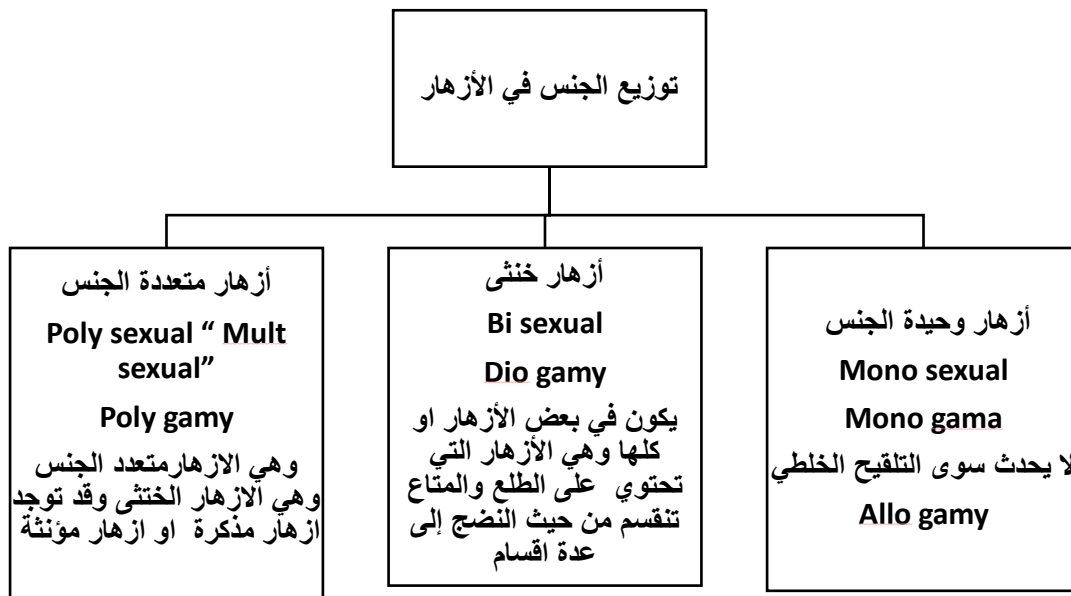 توزيع الجنس في الأزهار
أزهار وحيدة الجنس
Mono sexual
Mono gama
لا يحدث سوى التلقيح الخلطي
Allo gamy
أزهار خنثى
Bi sexual
Dio gamy
يكون في بعض الأزهار او
كلها وهي الأزهار التي
تحتوي على الطلع والمتاع
تنقسم من حيث النضج إلى
عدة اقسام
أزهار متعددة الجنس
Poly sexual “ Mult
sexual”
Poly gamy
وهي الازهارمتعدد الجنس
وهي الازهار الختثى وقد توجد
ازهار مذكرة او ازهار مؤنثة